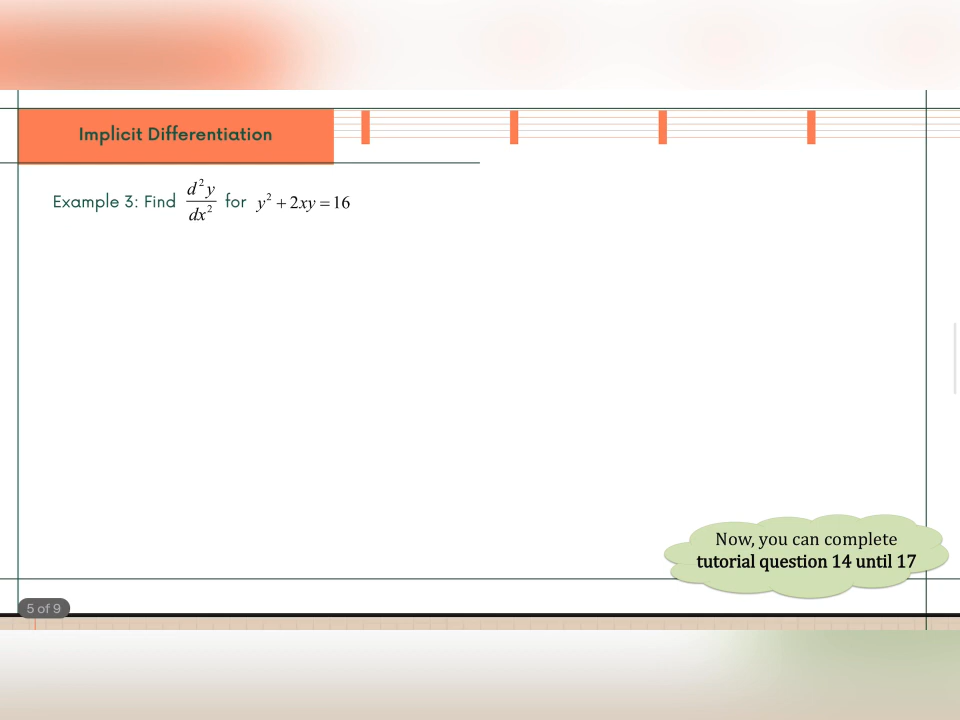 Implicit Differentiation
Example 3: Find d²y/dx² for y² + 2xy = 16
Now, you can complete
tutorial question 14 until 17
5 of 9